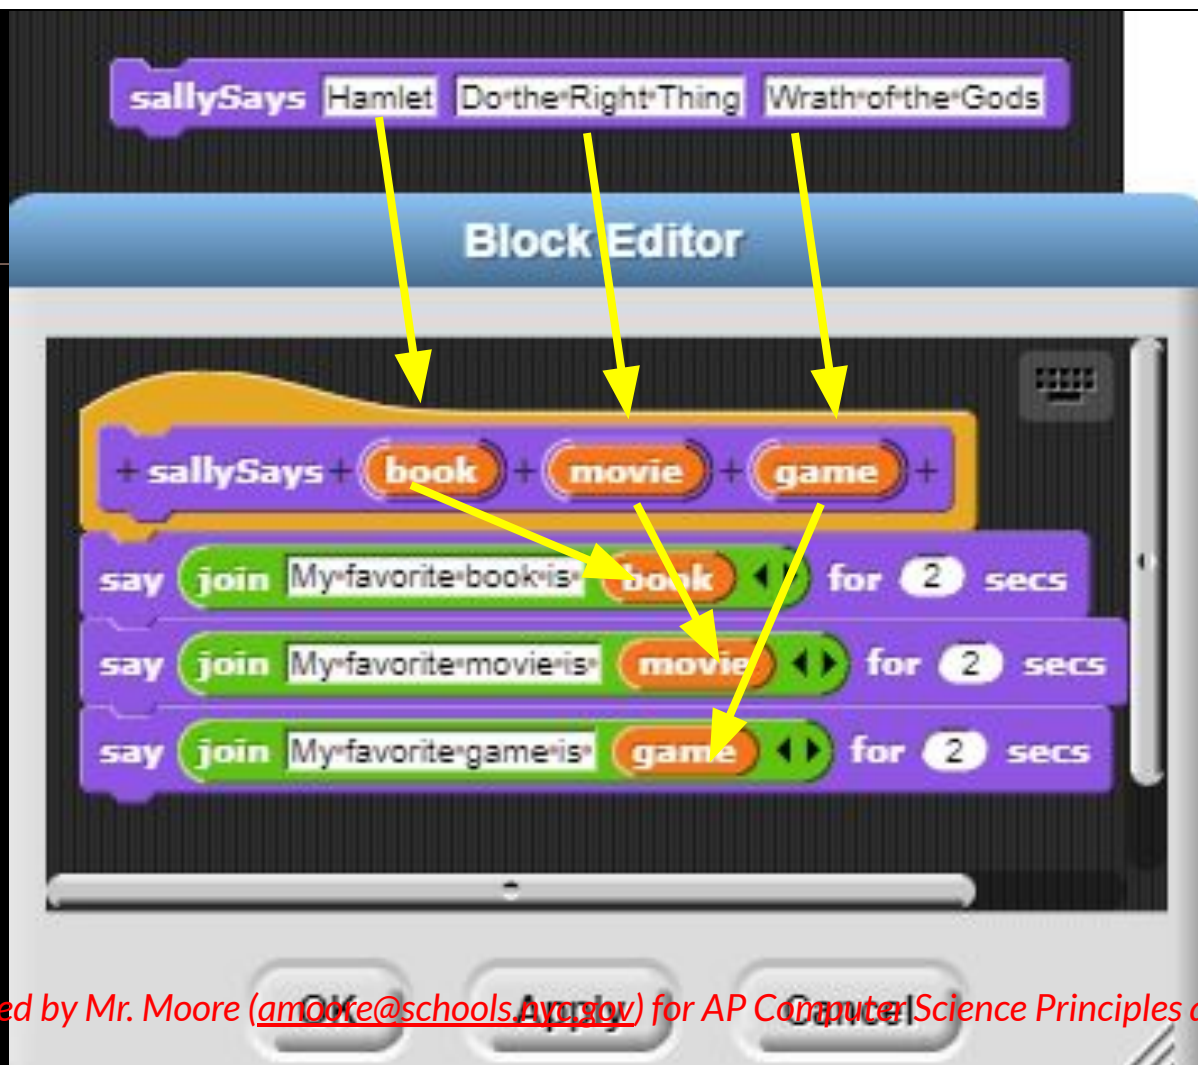 sallySays Hamlet Do the Right Thing Wrath of the Gods
Block Editor
+ sallySays + book + movie + game +
say join My favorite book is book for 2 secs
say join My favorite movie is movie for 2 secs
say join My favorite game is game for 2 secs
OK Apply Cancel
ed by Mr. Moore (amoore@schools.nyc.gov) for AP Computer Science Principles